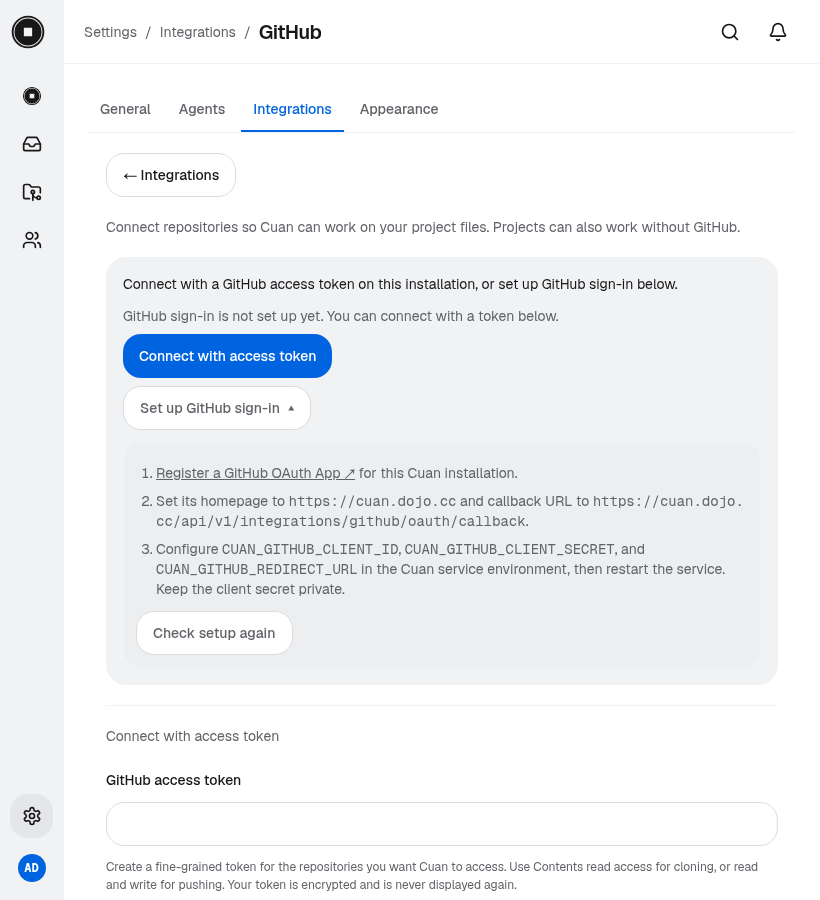 Settings / Integrations / GitHub
General Agents Integrations Appearance
← Integrations
Connect repositories so Cuan can work on your project files. Projects can also work without GitHub.
Connect with a GitHub access token on this installation, or set up GitHub sign-in below.
GitHub sign-in is not set up yet. You can connect with a token below.
Connect with access token
Set up GitHub sign-in ▴
1. Register a GitHub OAuth App ↗ for this Cuan installation.
2. Set its homepage to https://cuan.dojo.cc and callback URL to https://cuan.dojo.
cc/api/v1/integrations/github/oauth/callback.
3. Configure CUAN_GITHUB_CLIENT_ID, CUAN_GITHUB_CLIENT_SECRET, and
CUAN_GITHUB_REDIRECT_URL in the Cuan service environment, then restart the service.
Keep the client secret private.
Check setup again
Connect with access token
GitHub access token
Create a fine-grained token for the repositories you want Cuan to access. Use Contents read access for cloning, or read
and write for pushing. Your token is encrypted and is never displayed again.
AD